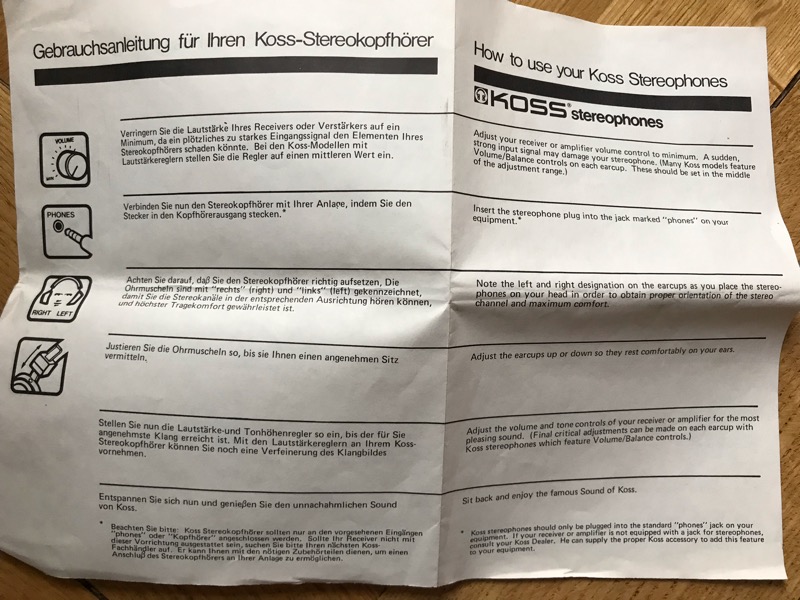 Gebrauchsanleitung für Ihren Koss-Stereokopfhörer
VOLUME
MIN
Verringern Sie die Lautstärke Ihres Receivers oder Verstärkers auf ein
Minimum, da ein plötzliches zu starkes Eingangssignal den Elementen Ihres
Stereokopfhörers schaden könnte. Bei den Koss-Modellen mit
Lautstärkereglern stellen Sie die Regler auf einen mittleren Wert ein.
PHONES
Verbinden Sie nun den Stereokopfhörer mit Ihrer Anlage, indem Sie den
Stecker in den Kopfhörerausgang stecken.*
RIGHT LEFT
Achten Sie darauf, daß Sie den Stereokopfhörer richtig aufsetzen. Die
Ohrmuscheln sind mit "rechts" (right) und "links" (left) gekennzeichnet,
damit Sie die Stereokanäle in der entsprechenden Ausrichtung hören können,
und höchster Tragekomfort gewährleistet ist.
Justieren Sie die Ohrmuscheln so, bis sie Ihnen einen angenehmen Sitz
vermitteln.
Stellen Sie nun die Lautstärke-und Tonhöhenregler so ein, bis der für Sie
angenehmste Klang erreicht ist. Mit den Lautstärkereglern an Ihrem Koss-
Stereokopfhörer können Sie noch eine Verfeinerung des Klangbildes
vornehmen.
Entspannen Sie sich nun und genießen Sie den unnachahmlichen Sound
von Koss.
* Beachten Sie bitte: Koss Stereokopfhörer sollten nur an den vorgesehenen Eingängen
"phones" oder "Kopfhörer" angeschlossen werden. Sollte Ihr Receiver nicht mit
dieser Vorrichtung ausgestattet sein, suchen Sie bitte Ihren nächsten Koss-
Fachhändler auf. Er kann Ihnen mit den nötigen Zubehörteilen dienen, um einen
Anschluß des Stereokopfhörers an Ihrer Anlage zu ermöglichen.
How to use your Koss Stereophones
KOSS® stereophones
Adjust your receiver or amplifier volume control to minimum. A sudden,
strong input signal may damage your stereophone. (Many Koss models feature
Volume/Balance controls on each earcup. These should be set in the middle
of the adjustment range.)
Insert the stereophone plug into the jack marked "phones" on your
equipment.*
Note the left and right designation on the earcups as you place the stereo-
phones on your head in order to obtain proper orientation of the stereo
channel and maximum comfort.
Adjust the earcups up or down so they rest comfortably on your ears.
Adjust the volume and tone controls of your receiver or amplifier for the most
pleasing sound. (Final critical adjustments can be made on each earcup with
Koss stereophones which feature Volume/Balance controls.)
Sit back and enjoy the famous Sound of Koss.
* Koss stereophones should only be plugged into the standard "phones" jack on your
equipment. If your receiver or amplifier is not equipped with a jack for stereophones,
consult your Koss Dealer. He can supply the proper Koss accessory to add this feature
to your equipment.